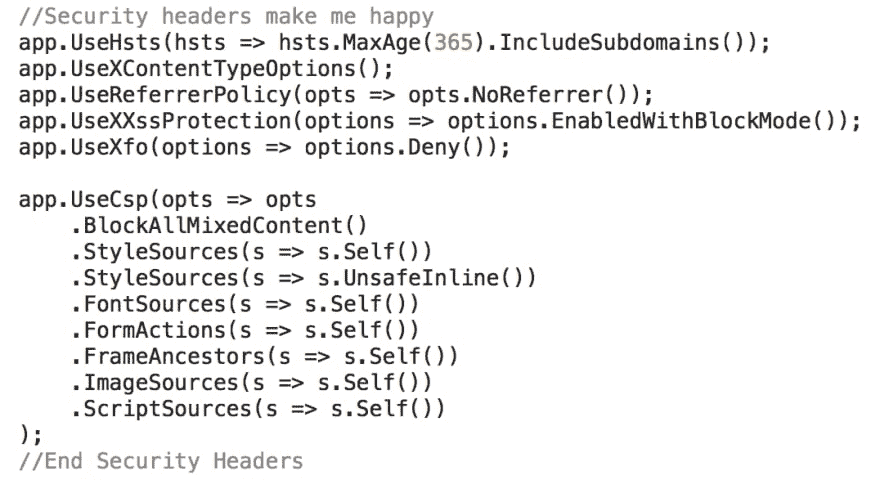 //Security headers make me happy
app.UseHsts(hsts => hsts.MaxAge(365).IncludeSubdomains());
app.UseXContentTypeOptions();
app.UseReferrerPolicy(opts => opts.NoReferrer());
app.UseXXssProtection(options => options.EnabledWithBlockMode());
app.UseXfo(options => options.Deny());

app.UseCsp(opts => opts
    .BlockAllMixedContent()
    .StyleSources(s => s.Self())
    .StyleSources(s => s.UnsafeInline())
    .FontSources(s => s.Self())
    .FormActions(s => s.Self())
    .FrameAncestors(s => s.Self())
    .ImageSources(s => s.Self())
    .ScriptSources(s => s.Self())
);
//End Security Headers